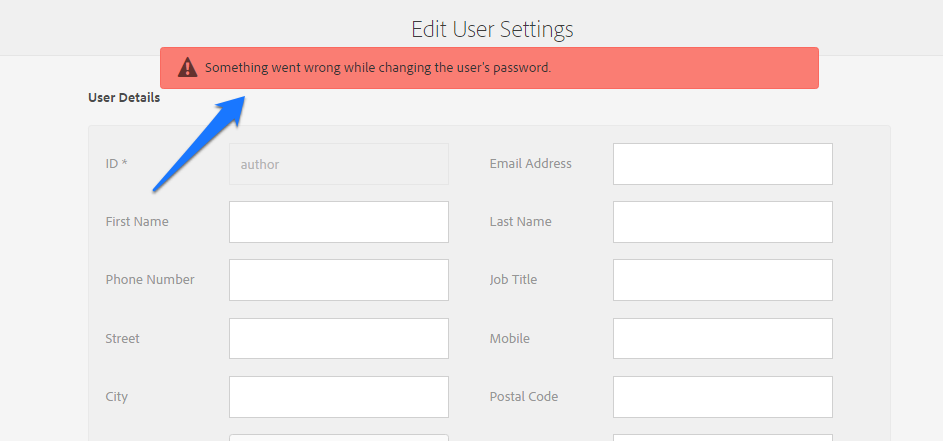 Edit User Settings
Something went wrong while changing the user's password.
User Details
ID * author Email Address
First Name Last Name
Phone Number Job Title
Street Mobile
City Postal Code